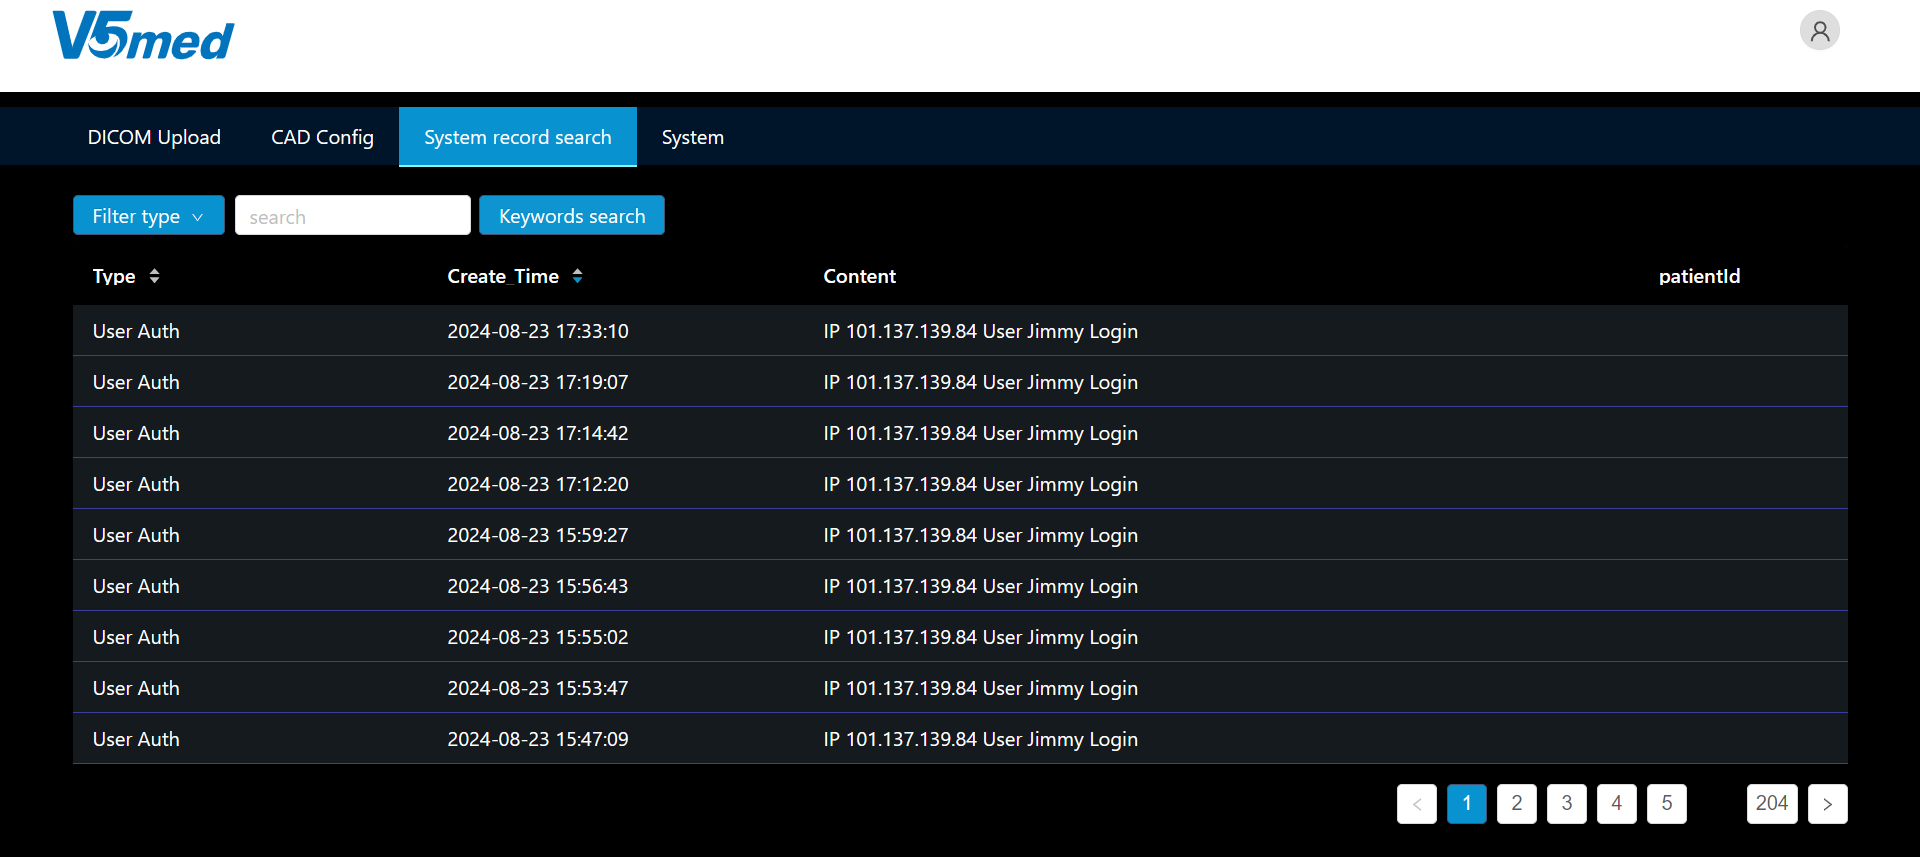 V5med
DICOM Upload CAD Config System record search System
Filter type search Keywords search
Type Create_Time Content patientId
User Auth 2024-08-23 17:33:10 IP 101.137.139.84 User Jimmy Login
User Auth 2024-08-23 17:19:07 IP 101.137.139.84 User Jimmy Login
User Auth 2024-08-23 17:14:42 IP 101.137.139.84 User Jimmy Login
User Auth 2024-08-23 17:12:20 IP 101.137.139.84 User Jimmy Login
User Auth 2024-08-23 15:59:27 IP 101.137.139.84 User Jimmy Login
User Auth 2024-08-23 15:56:43 IP 101.137.139.84 User Jimmy Login
User Auth 2024-08-23 15:55:02 IP 101.137.139.84 User Jimmy Login
User Auth 2024-08-23 15:53:47 IP 101.137.139.84 User Jimmy Login
User Auth 2024-08-23 15:47:09 IP 101.137.139.84 User Jimmy Login
< 1 2 3 4 5 204 >